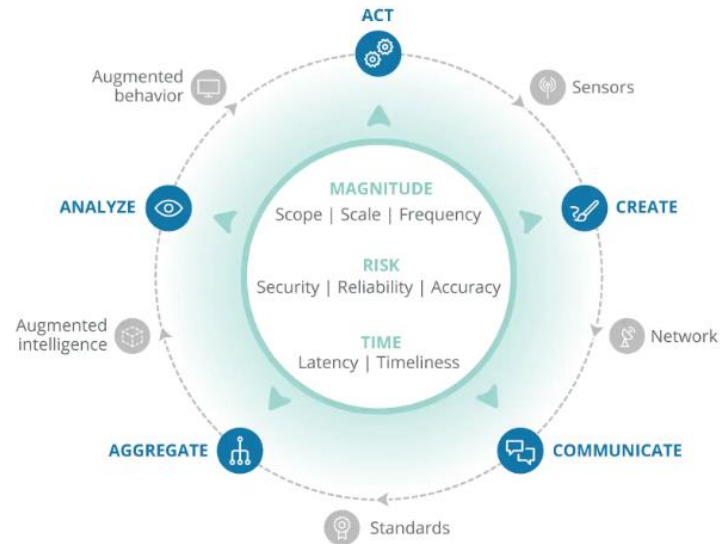 ACT
Augmented
behavior
Sensors
ANALYZE
CREATE
MAGNITUDE
Scope | Scale | Frequency
RISK
Security | Reliability | Accuracy
TIME
Latency | Timeliness
Augmented
intelligence
Network
AGGREGATE
COMMUNICATE
Standards